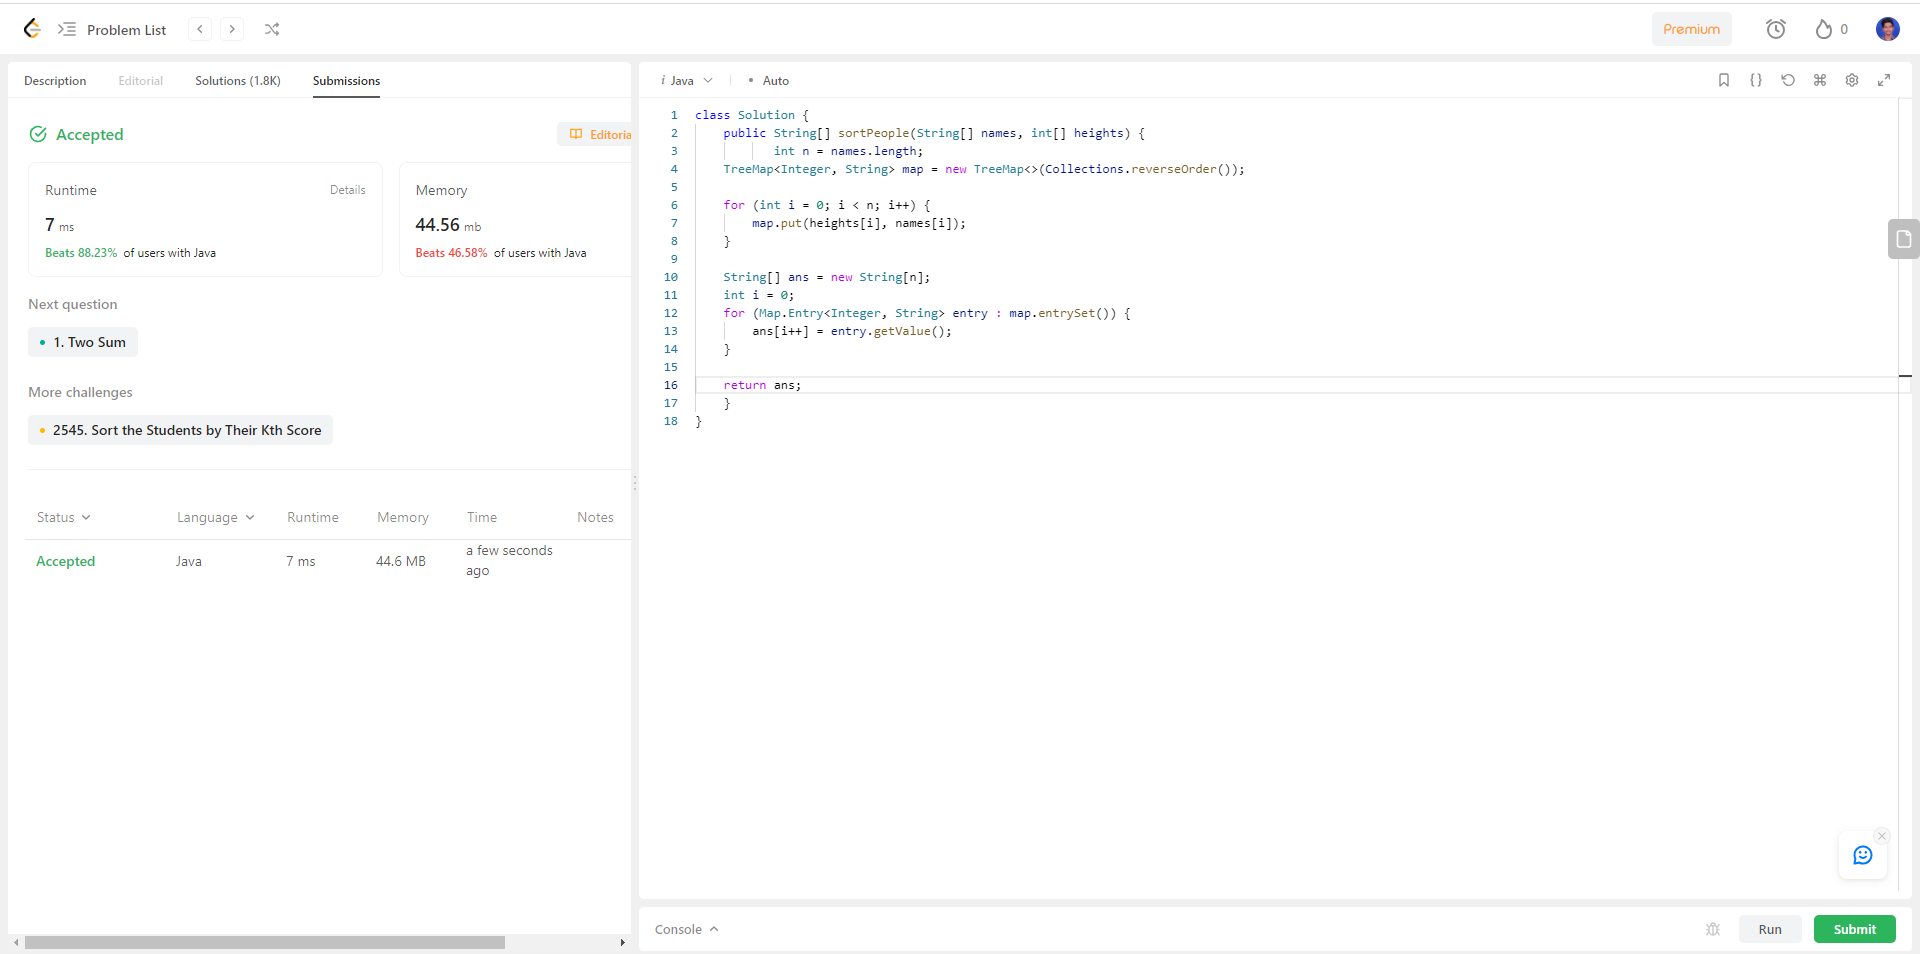 Problem List
Premium
0
Description Editorial Solutions (1.8K) Submissions
Accepted
Editoria
Runtime Details
7 ms
Beats 88.23% of users with Java
Memory
44.56 mb
Beats 46.58% of users with Java
Next question
• 1. Two Sum
More challenges
• 2545. Sort the Students by Their Kth Score
Status Language Runtime Memory Time Notes
Accepted Java 7 ms 44.6 MB a few seconds
ago
i Java • Auto
1 class Solution {
2     public String[] sortPeople(String[] names, int[] heights) {
3            int n = names.length;
4     TreeMap<Integer, String> map = new TreeMap<>(Collections.reverseOrder());
5
6     for (int i = 0; i < n; i++) {
7         map.put(heights[i], names[i]);
8     }
9
10     String[] ans = new String[n];
11     int i = 0;
12     for (Map.Entry<Integer, String> entry : map.entrySet()) {
13         ans[i++] = entry.getValue();
14     }
15
16     return ans;
17     }
18 }
Console
Run
Submit